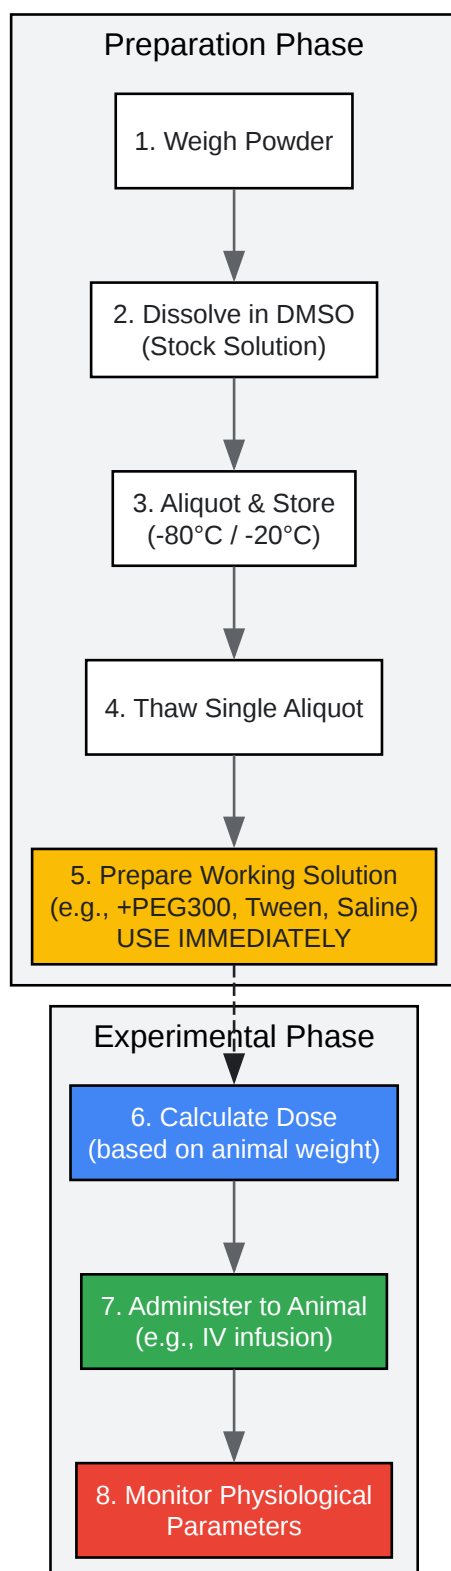 Preparation Phase
1. Weigh Powder
2. Dissolve in DMSO
(Stock Solution)
3. Aliquot & Store
(-80°C / -20°C)
4. Thaw Single Aliquot
5. Prepare Working Solution
(e.g., +PEG300, Tween, Saline)
USE IMMEDIATELY
Experimental Phase
6. Calculate Dose
(based on animal weight)
7. Administer to Animal
(e.g., IV infusion)
8. Monitor Physiological
Parameters